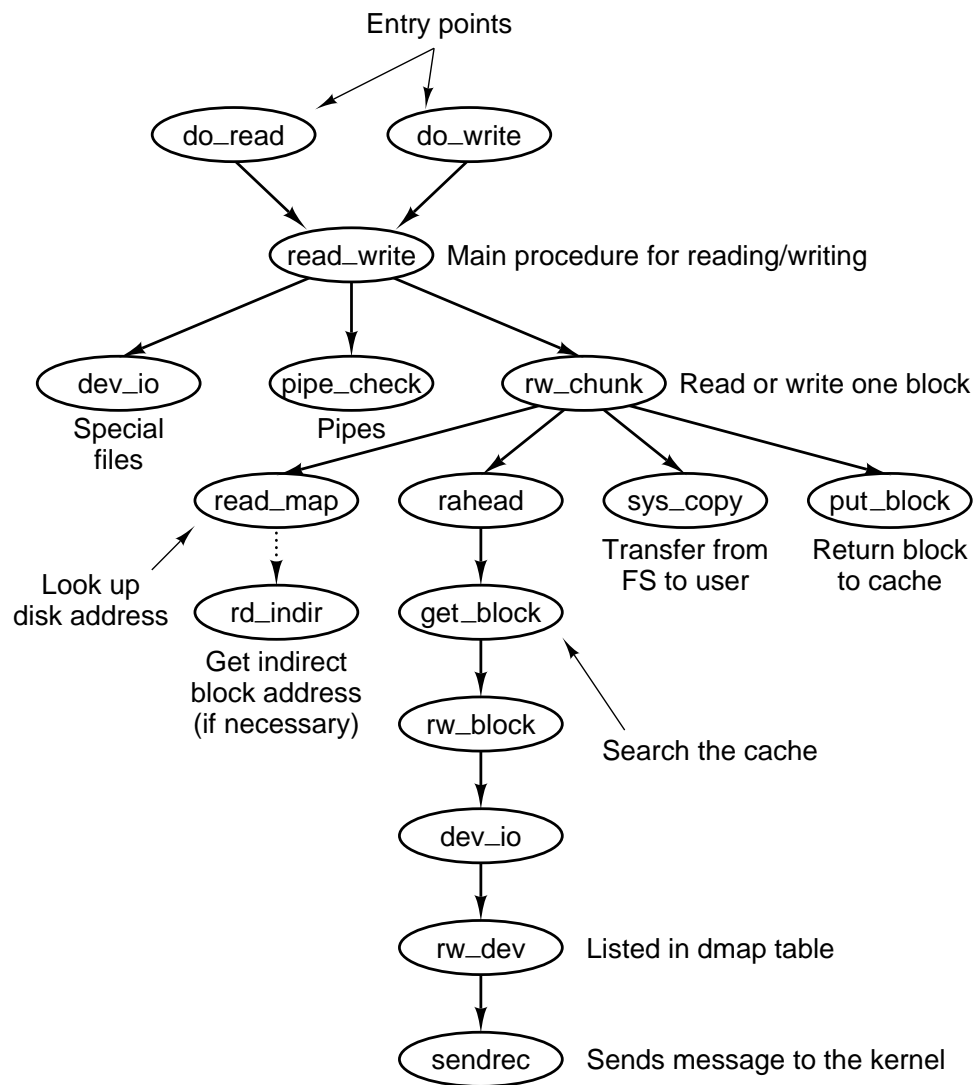 Entry points
do_read
do_write
read_write
Main procedure for reading/writing
dev_io
pipe_check
rw_chunk
Read or write one block
Special
files
Pipes
read_map
rahead
sys_copy
put_block
Transfer from
FS to user
Return block
to cache
Look up
disk address
rd_indir
get_block
Get indirect
block address
(if necessary)
rw_block
Search the cache
dev_io
rw_dev
Listed in dmap table
sendrec
Sends message to the kernel